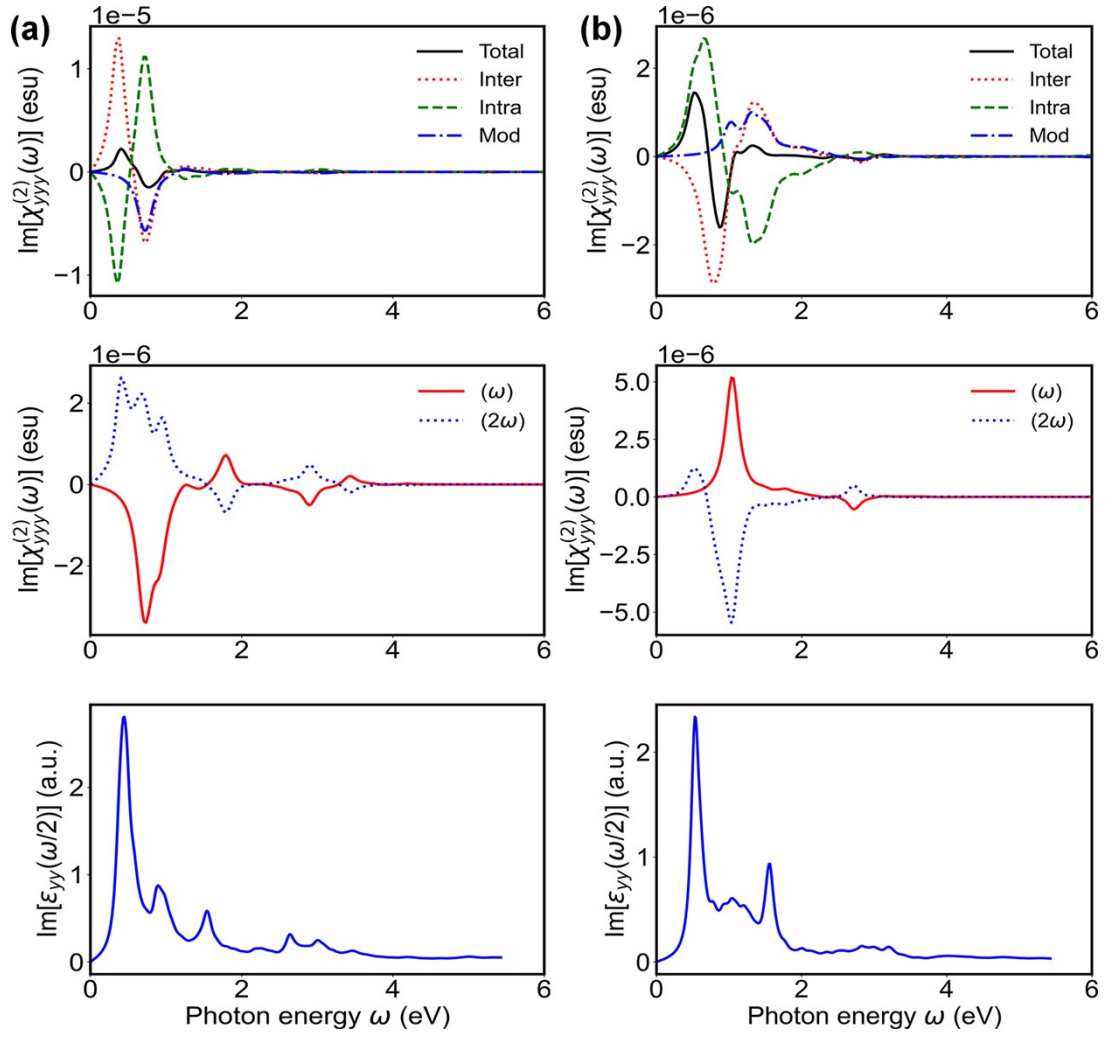 (a)
1e−5
Im[χ^{(2)}_{yyy}(ω)] (esu)
1
0
−1
Total
Inter
Intra
Mod
0 2 4 6
(b)
1e−6
Im[χ^{(2)}_{yyy}(ω)] (esu)
2
0
−2
Total
Inter
Intra
Mod
0 2 4 6
1e−6
Im[χ^{(2)}_{yyy}(ω)] (esu)
2
0
−2
(ω)
(2ω)
0 2 4 6
1e−6
Im[χ^{(2)}_{yyy}(ω)] (esu)
5.0
2.5
0.0
−2.5
−5.0
(ω)
(2ω)
0 2 4 6
Im[ε_{yy}(ω/2)] (a.u.)
2
1
0
0 2 4 6
Photon energy ω (eV)
Im[ε_{yy}(ω/2)] (a.u.)
2
1
0
0 2 4 6
Photon energy ω (eV)